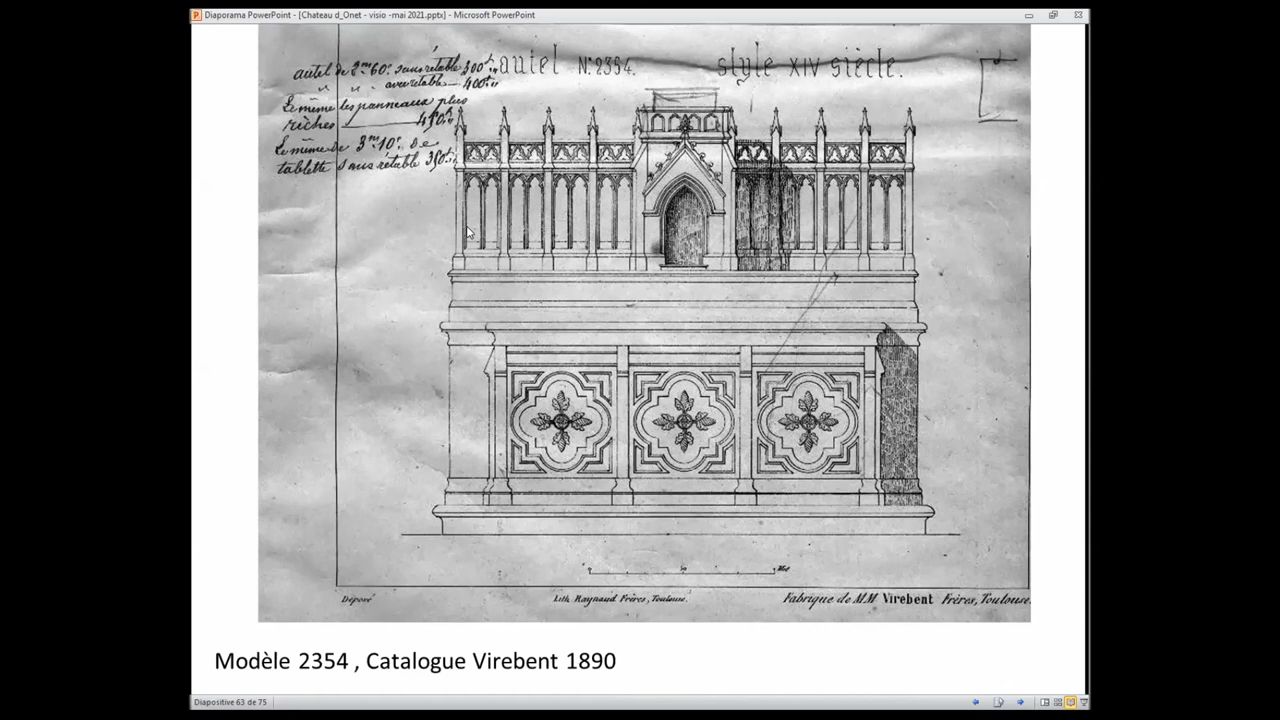 Diaporama PowerPoint - [Chateau d_Onet - visio -mai 2021.pptx] - Microsoft PowerPoint
autel de 2m60c sans rétable 300f
" " avec rétable — 400f
Le même les panneaux plus
riches — 450f
Le même de 3m10c de
tablette sans rétable 350f
autel N° 2354. style XIV siècle.
Déposé
Lith. Raynaud Frères, Toulouse.
Fabrique de MM Virebent Frères, Toulouse.
Modèle 2354 , Catalogue Virebent 1890
Diapositive 63 de 75